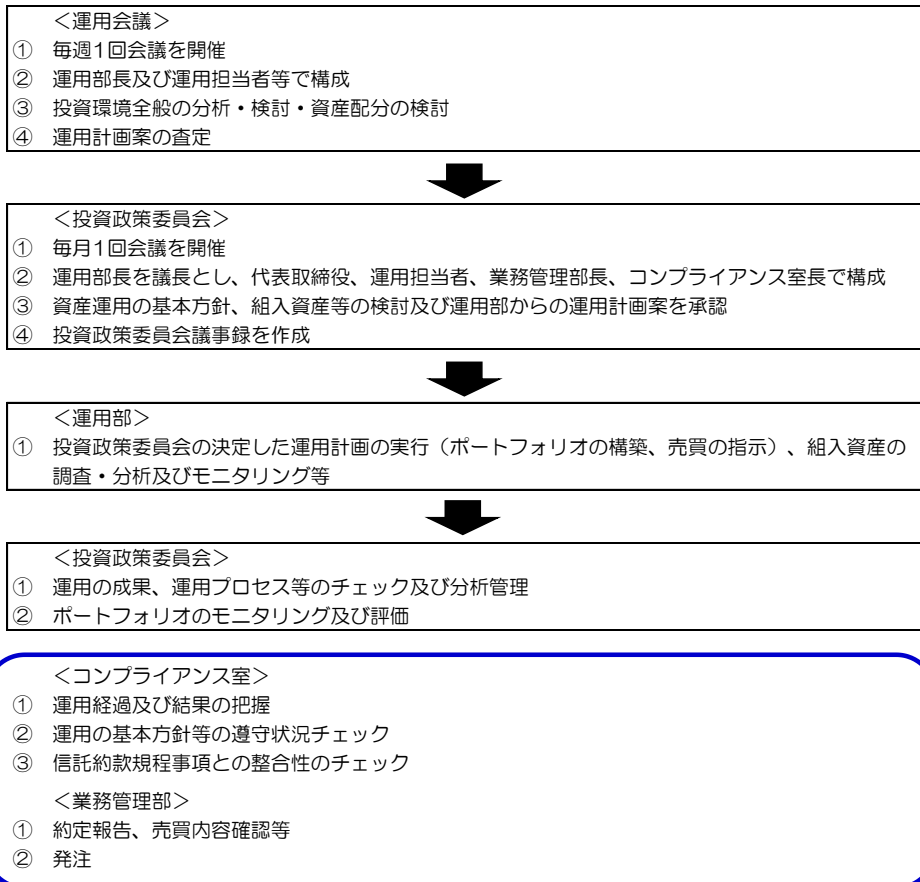 ＜運用会議＞
① 毎週1回会議を開催
② 運用部長及び運用担当者等で構成
③ 投資環境全般の分析・検討・資産配分の検討
④ 運用計画案の査定
＜投資政策委員会＞
① 毎月1回会議を開催
② 運用部長を議長とし、代表取締役、運用担当者、業務管理部長、コンプライアンス室長で構成
③ 資産運用の基本方針、組入資産等の検討及び運用部からの運用計画案を承認
④ 投資政策委員会議事録を作成
＜運用部＞
① 投資政策委員会の決定した運用計画の実行（ポートフォリオの構築、売買の指示）、組入資産の
調査・分析及びモニタリング等
＜投資政策委員会＞
① 運用の成果、運用プロセス等のチェック及び分析管理
② ポートフォリオのモニタリング及び評価
＜コンプライアンス室＞
① 運用経過及び結果の把握
② 運用の基本方針等の遵守状況チェック
③ 信託約款規程事項との整合性のチェック
＜業務管理部＞
① 約定報告、売買内容確認等
② 発注